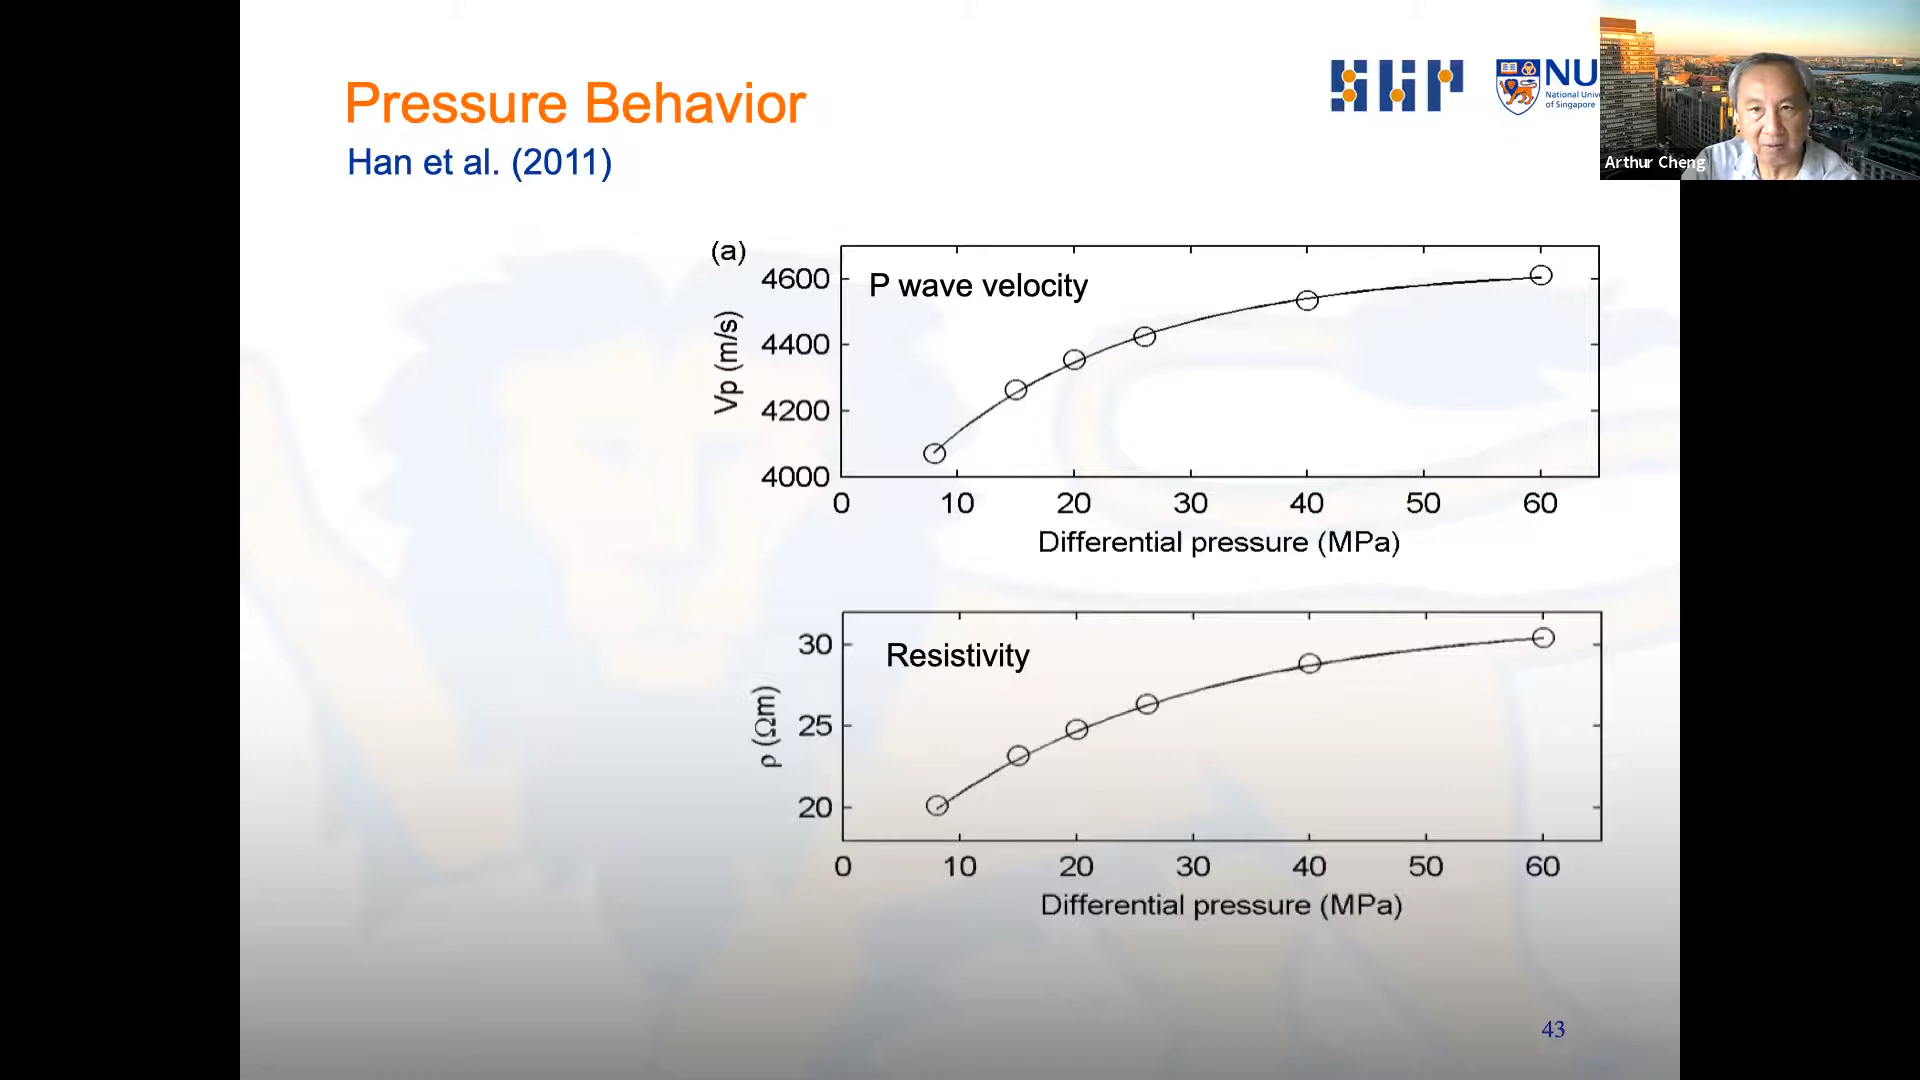 Pressure Behavior
Han et al. (2011)
SGP
NU
National Univ
of Singapore
Arthur Cheng
(a)
P wave velocity
Vp (m/s)
4600
4400
4200
4000
0 10 20 30 40 50 60
Differential pressure (MPa)
Resistivity
ρ (Ωm)
30
25
20
0 10 20 30 40 50 60
Differential pressure (MPa)
43